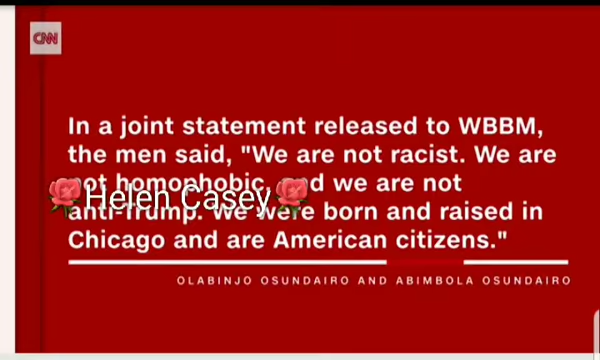 CNN
In a joint statement released to WBBM,
the men said, "We are not racist. We are
not homophobic, and we are not
🌹Helen Casey🌹
anti-Trump. We were born and raised in
Chicago and are American citizens."
OLABINJO OSUNDAIRO AND ABIMBOLA OSUNDAIRO